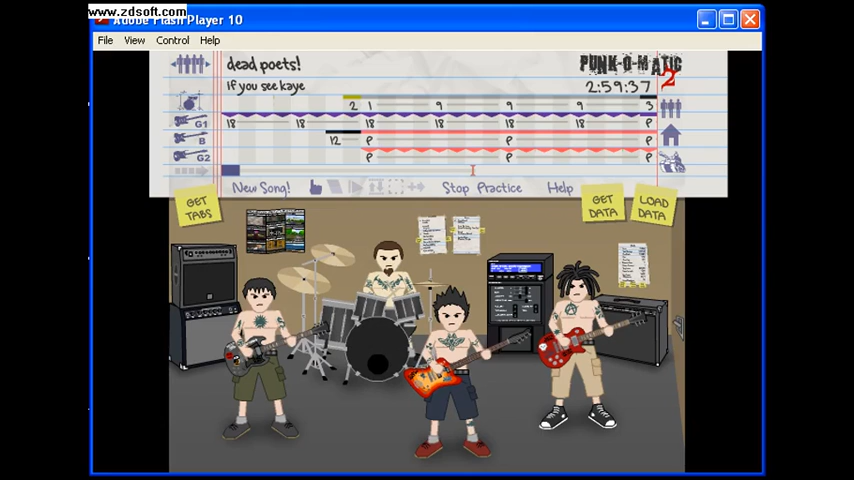 www.zdsoft.com
Adobe Flash Player 10
File View Control Help
dead poets!
PUNK-O-MATIC 2
If you see kaye
2:59:37
2 1 9 9 9 3
G1 18 18 18 18 18 18 P
B 12 P P P
G2 P P P
New Song! Stop Practice Help
GET TABS
GET DATA
LOAD DATA